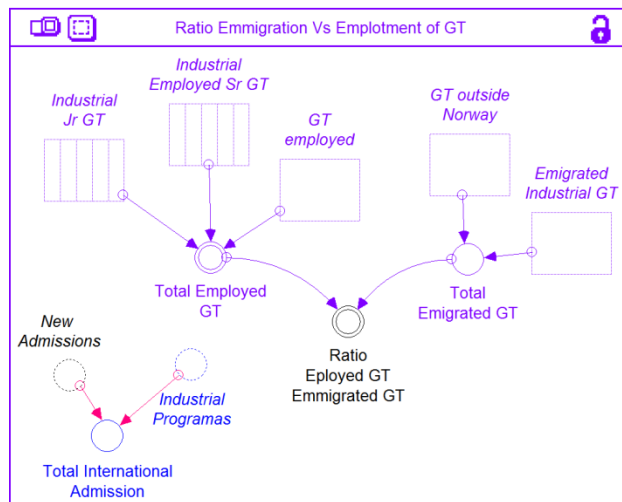 Ratio Emmigration Vs Emplotment of GT
Industrial
Employed Sr GT
Industrial
Jr GT
GT
employed
GT outside
Norway
Emigrated
Industrial GT
Total Employed
GT
Total
Emigrated GT
New
Admissions
Ratio
Eployed GT
Emmigrated GT
Industrial
Programas
Total International
Admission